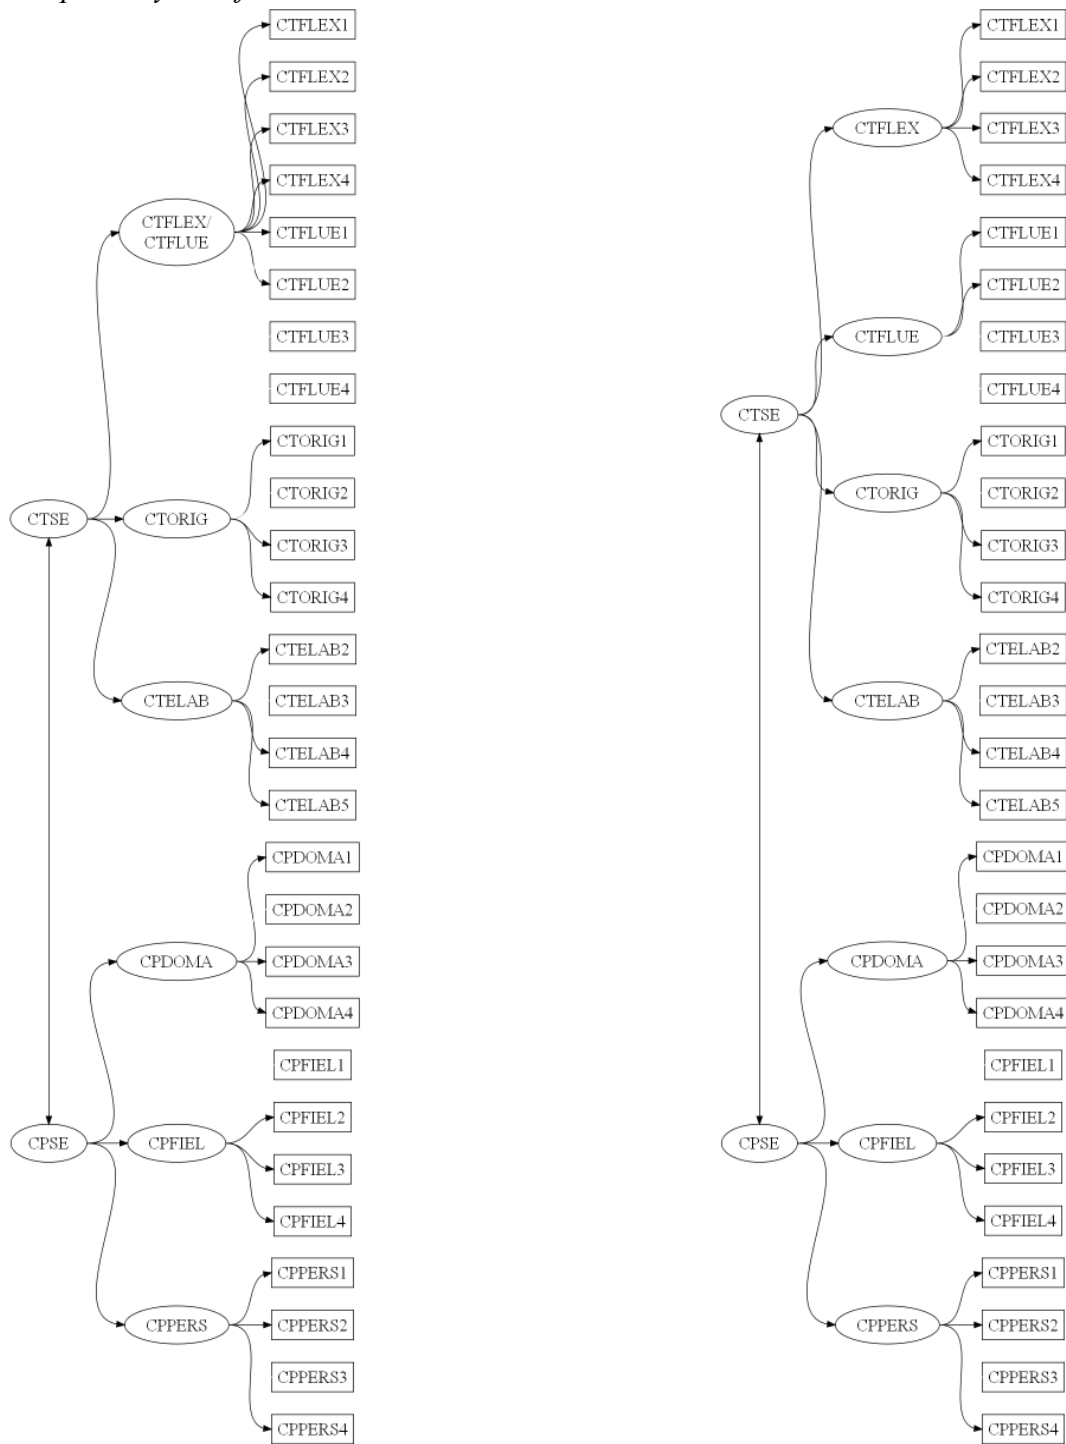 CTFLEX1
CTFLEX2
CTFLEX3
CTFLEX4
CTFLEX/
CTFLUE
CTFLUE1
CTFLUE2
CTFLUE3
CTFLUE4
CTORIG1
CTORIG2
CTSE
CTORIG
CTORIG3
CTORIG4
CTELAB2
CTELAB
CTELAB3
CTELAB4
CTELAB5
CPDOMA1
CPDOMA2
CPDOMA
CPDOMA3
CPDOMA4
CPFIEL1
CPFIEL2
CPSE
CPFIEL
CPFIEL3
CPFIEL4
CPPERS1
CPPERS
CPPERS2
CPPERS3
CPPERS4
CTFLEX1
CTFLEX2
CTFLEX
CTFLEX3
CTFLEX4
CTFLUE1
CTFLUE2
CTFLUE
CTFLUE3
CTFLUE4
CTSE
CTORIG1
CTORIG
CTORIG2
CTORIG3
CTORIG4
CTELAB2
CTELAB
CTELAB3
CTELAB4
CTELAB5
CPDOMA1
CPDOMA2
CPDOMA
CPDOMA3
CPDOMA4
CPFIEL1
CPFIEL2
CPSE
CPFIEL
CPFIEL3
CPFIEL4
CPPERS1
CPPERS
CPPERS2
CPPERS3
CPPERS4